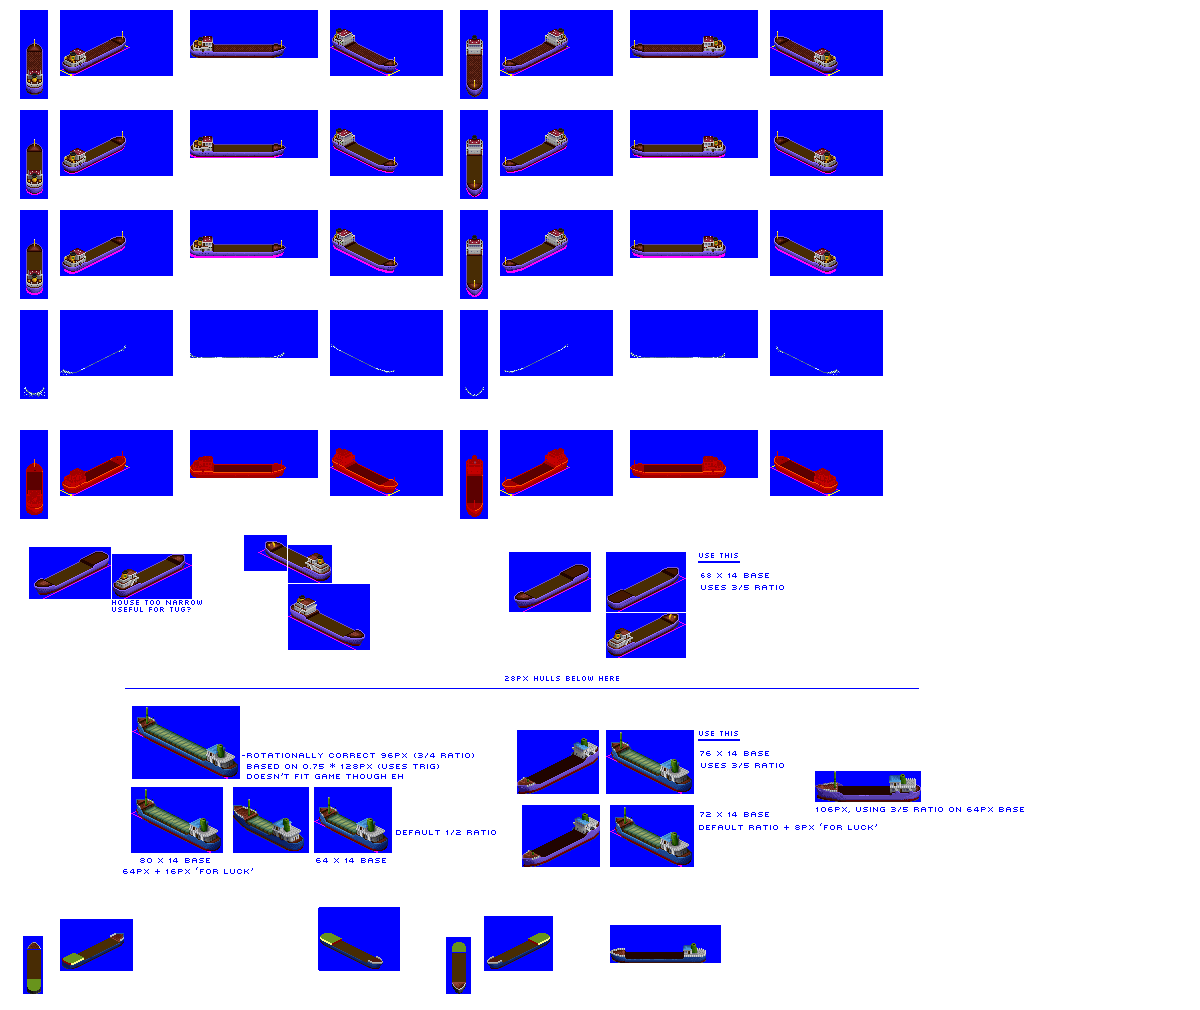 USE THIS
68 X 14 BASE
USES 3/5 RATIO
HOUSE TOO NARROW
USEFUL FOR TUG?
28PX HULLS BELOW HERE
USE THIS
-ROTATIONALLY CORRECT 96PX (3/4 RATIO)
BASED ON 0.75 * 128PX (USES TRIG)
DOESN'T FIT GAME THOUGH EH
76 X 14 BASE
USES 3/5 RATIO
106PX, USING 3/5 RATIO ON 64PX BASE
72 X 14 BASE
DEFAULT RATIO + 8PX 'FOR LUCK'
DEFAULT 1/2 RATIO
80 X 14 BASE
64PX + 16PX 'FOR LUCK'
64 X 14 BASE